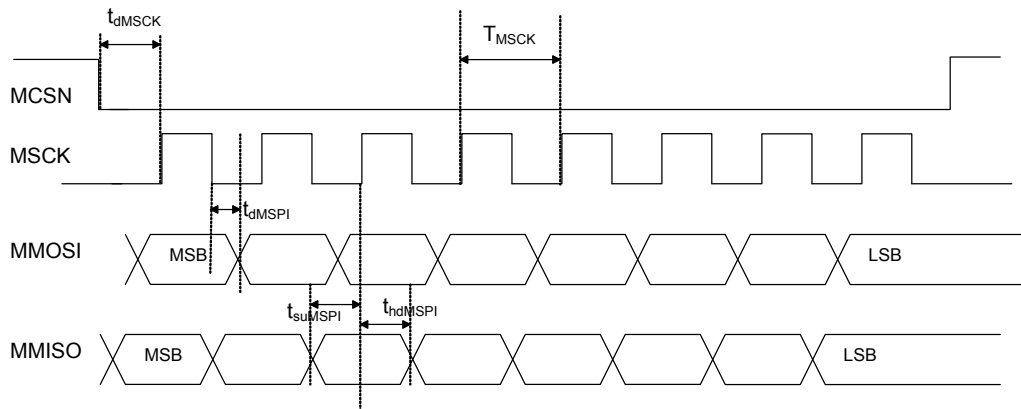 tdMSCK
TMSCK
MCSN
MSCK
tdMSPI
MMOSI
MSB
LSB
tsuMSPI
thdMSPI
MMISO
MSB
LSB